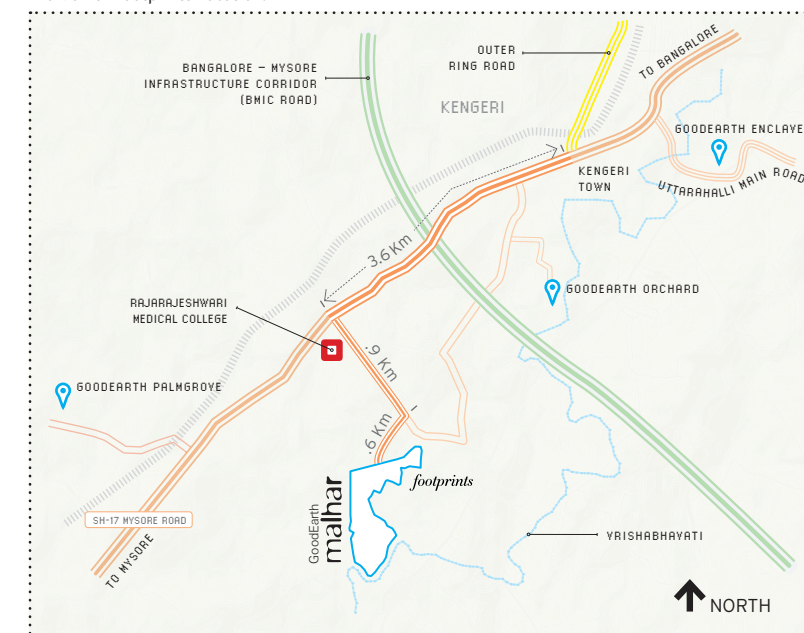 OUTER
RING ROAD
TO BANGALORE
BANGALORE – MYSORE
INFRASTRUCTURE CORRIDOR
(BMIC ROAD)
KENGERI
GOODEARTH ENCLAVE
KENGERI
TOWN
UTTARAHALLI MAIN ROAD
3.6 Km
GOODEARTH ORCHARD
RAJARAJESHWARI
MEDICAL COLLEGE
.9 Km
GOODEARTH PALMGROVE
.6 Km
footprints
GoodEarth
malhar
SH-17 MYSORE ROAD
VRISHABHAVATI
TO MYSORE
NORTH